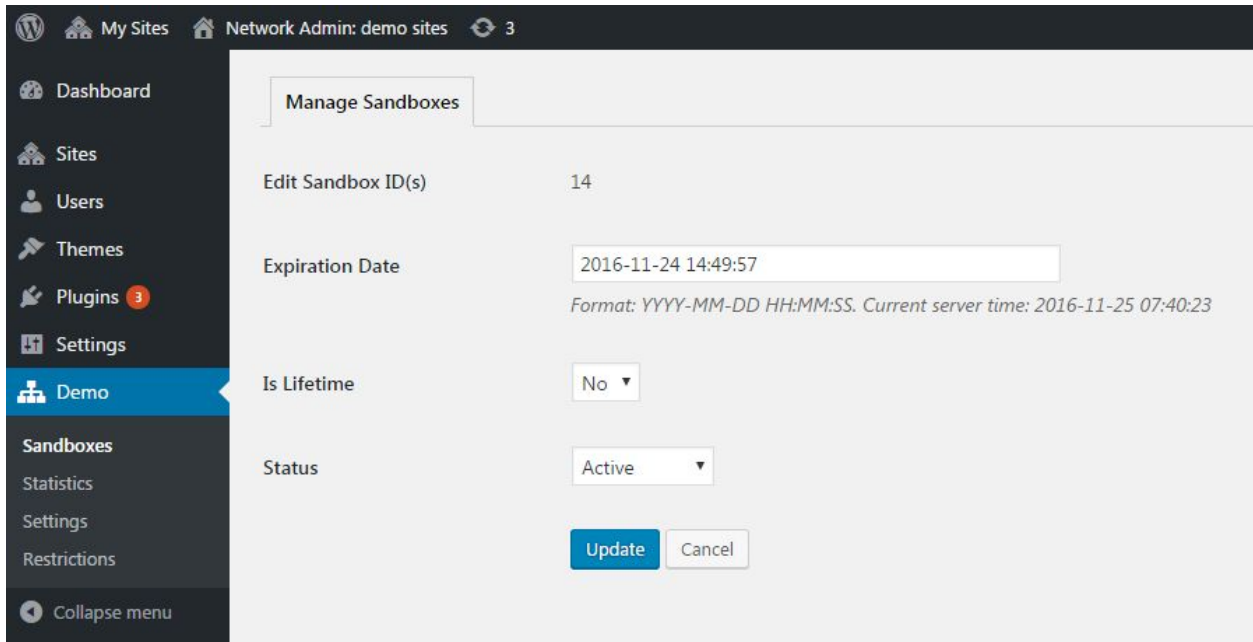 My Sites Network Admin: demo sites 3
Dashboard
Sites
Users
Themes
Plugins 3
Settings
Demo
Sandboxes
Statistics
Settings
Restrictions
Collapse menu
Manage Sandboxes
Edit Sandbox ID(s) 14
Expiration Date 2016-11-24 14:49:57
Format: YYYY-MM-DD HH:MM:SS. Current server time: 2016-11-25 07:40:23
Is Lifetime No
Status Active
Update Cancel